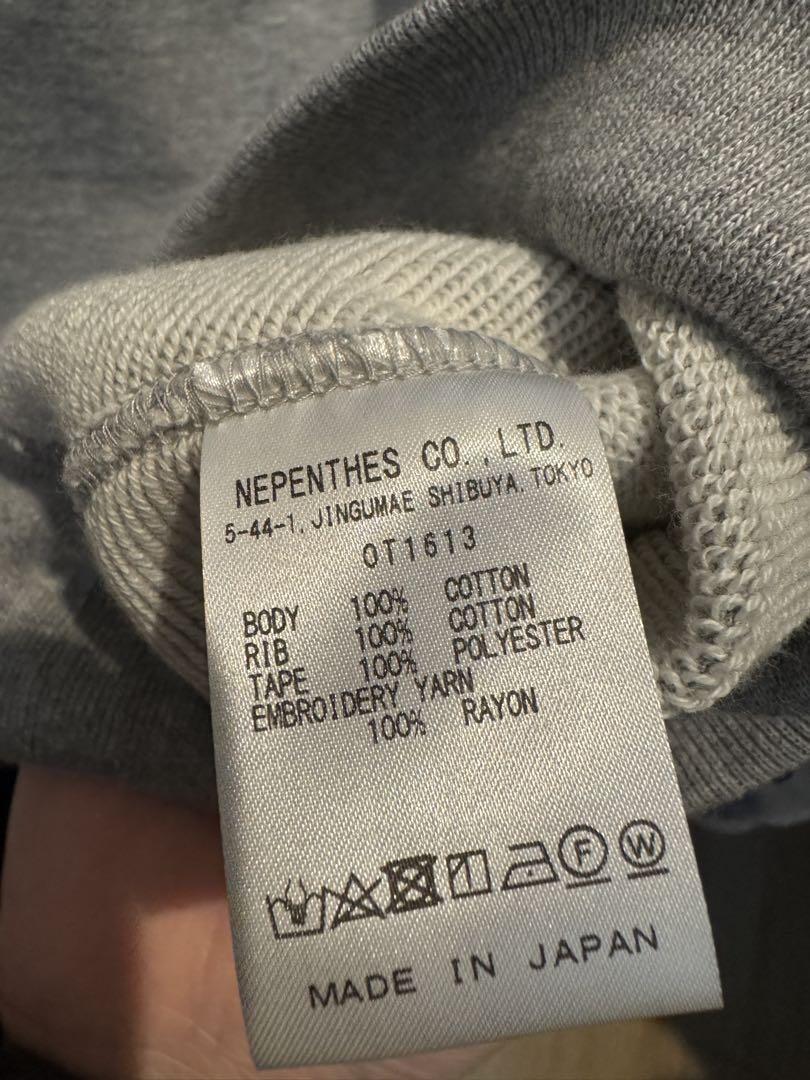 NEPENTHES CO.,LTD.
5-44-1, JINGUMAE SHIBUYA, TOKYO
OT1613
BODY 100% COTTON
RIB 100% COTTON
TAPE 100% POLYESTER
EMBROIDERY YARN
100% RAYON
F W
MADE IN JAPAN